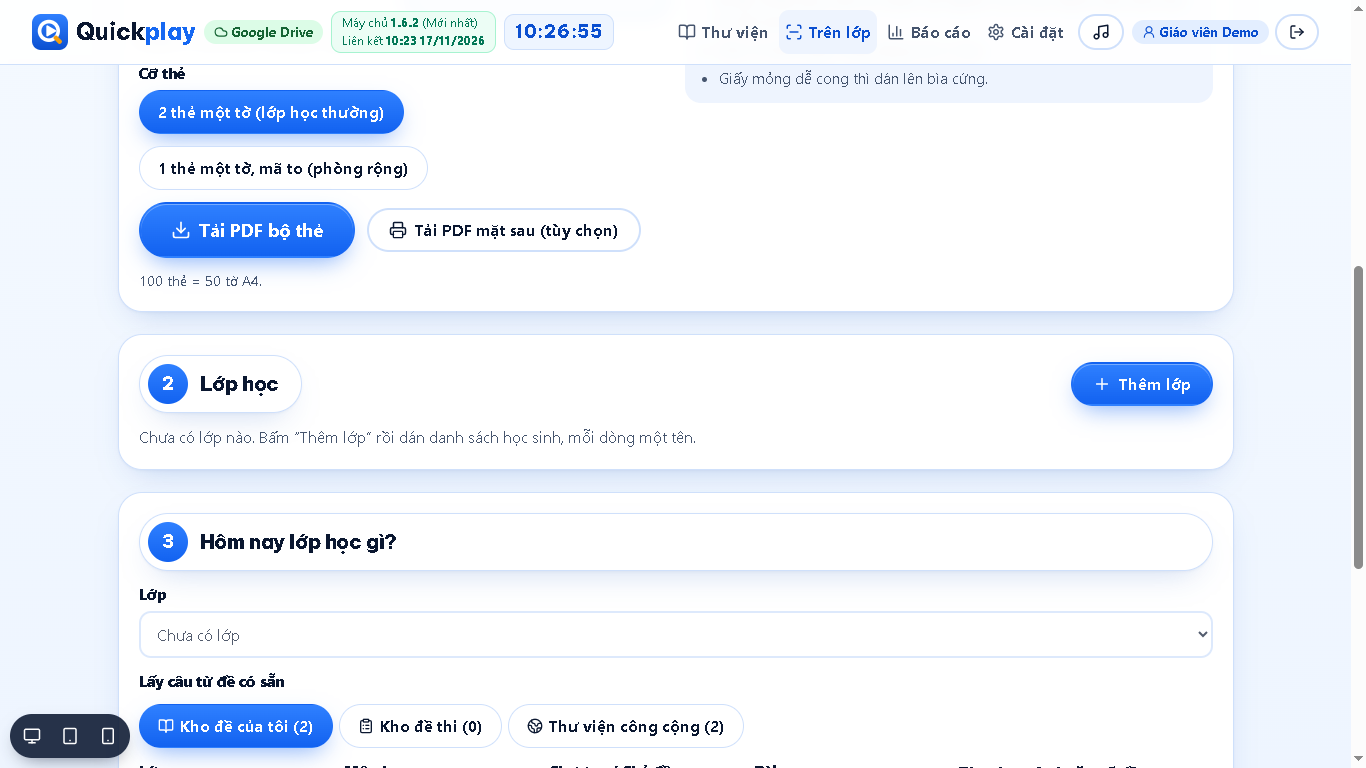 Quickplay
Google Drive
Máy chủ 1.6.2 (Mới nhất)
Liên kết 10:23 17/11/2026
10:26:55
Thư viện
Trên lớp
Báo cáo
Cài đặt
Giáo viên Demo
Cỡ thẻ
Giấy mỏng dễ cong thì dán lên bìa cứng.
2 thẻ một tờ (lớp học thường)
1 thẻ một tờ, mã to (phòng rộng)
Tải PDF bộ thẻ
Tải PDF mặt sau (tùy chọn)
100 thẻ = 50 tờ A4.
2 Lớp học
Thêm lớp
Chưa có lớp nào. Bấm "Thêm lớp" rồi dán danh sách học sinh, mỗi dòng một tên.
3 Hôm nay lớp học gì?
Lớp
Chưa có lớp
Lấy câu từ đề có sẵn
Kho đề của tôi (2)
Kho đề thi (0)
Thư viện công cộng (2)